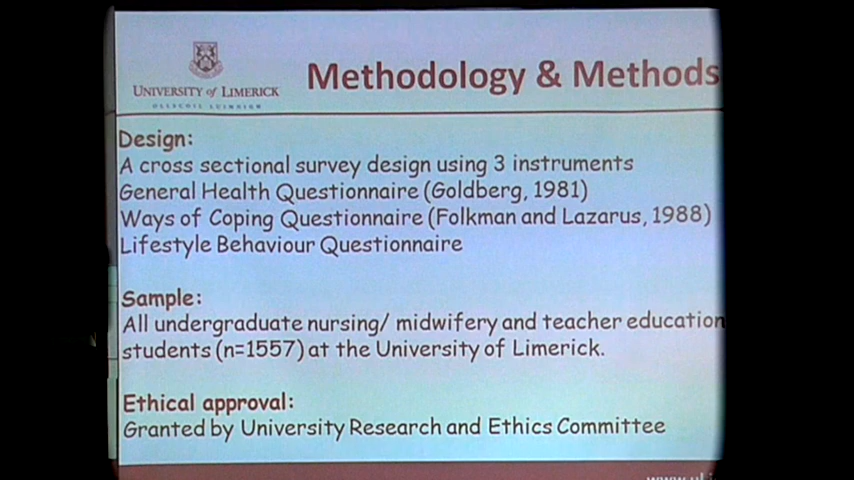 Methodology & Methods
UNIVERSITY of LIMERICK
OLLSCOIL LUIMNIGH
Design:
A cross sectional survey design using 3 instruments
General Health Questionnaire (Goldberg, 1981)
Ways of Coping Questionnaire (Folkman and Lazarus, 1988)
Lifestyle Behaviour Questionnaire
Sample:
All undergraduate nursing/ midwifery and teacher education
students (n=1557) at the University of Limerick.
Ethical approval:
Granted by University Research and Ethics Committee